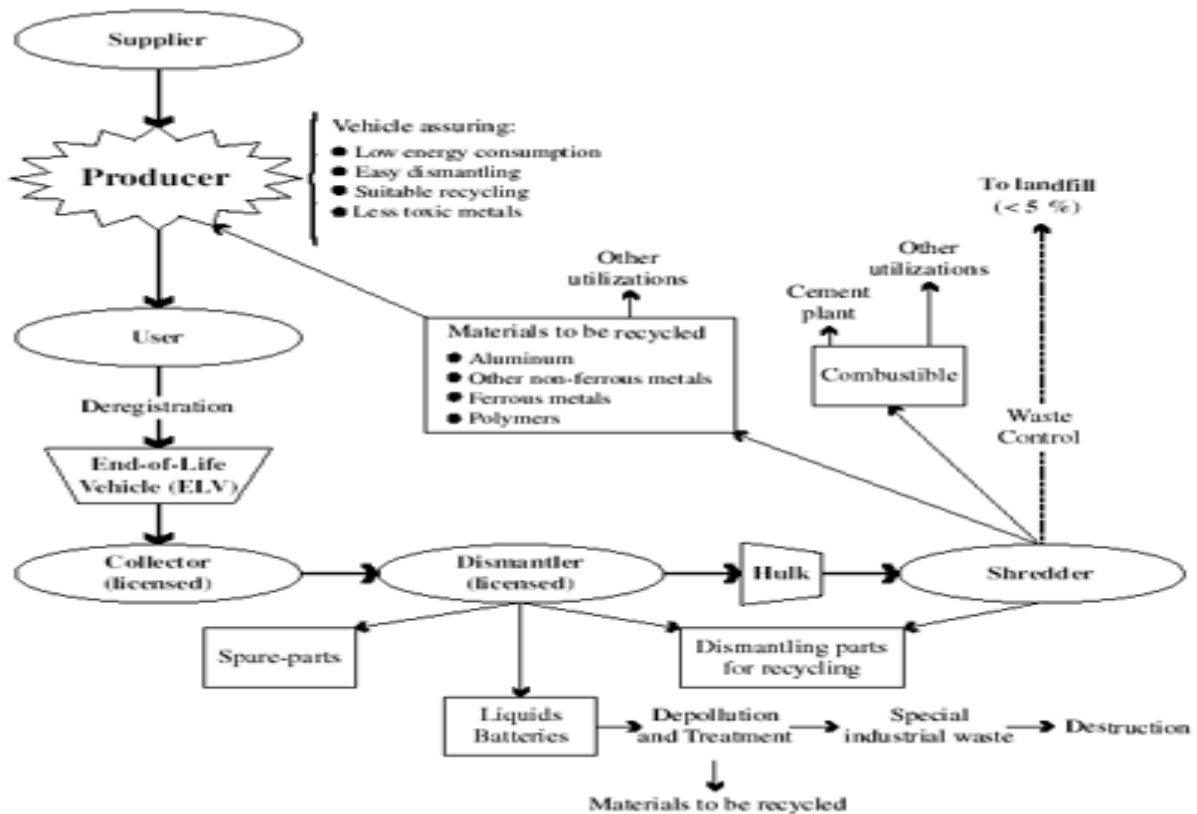 Supplier
Producer
Vehicle assuring:
● Low energy consumption
● Easy dismantling
● Suitable recycling
● Less toxic metals
To landfill
(< 5 %)
Other
utilizations
Other
utilizations
Cement
plant
User
Materials to be recycled
● Aluminum
● Other non-ferrous metals
● Ferrous metals
● Polymers
Combustible
Deregistration
Waste
Control
End-of-Life
Vehicle (ELV)
Collector
(licensed)
Dismantler
(licensed)
Hulk
Shredder
Spare-parts
Dismantling parts
for recycling
Liquids
Batteries
Depollution
and Treatment
Special
industrial waste
Destruction
Materials to be recycled